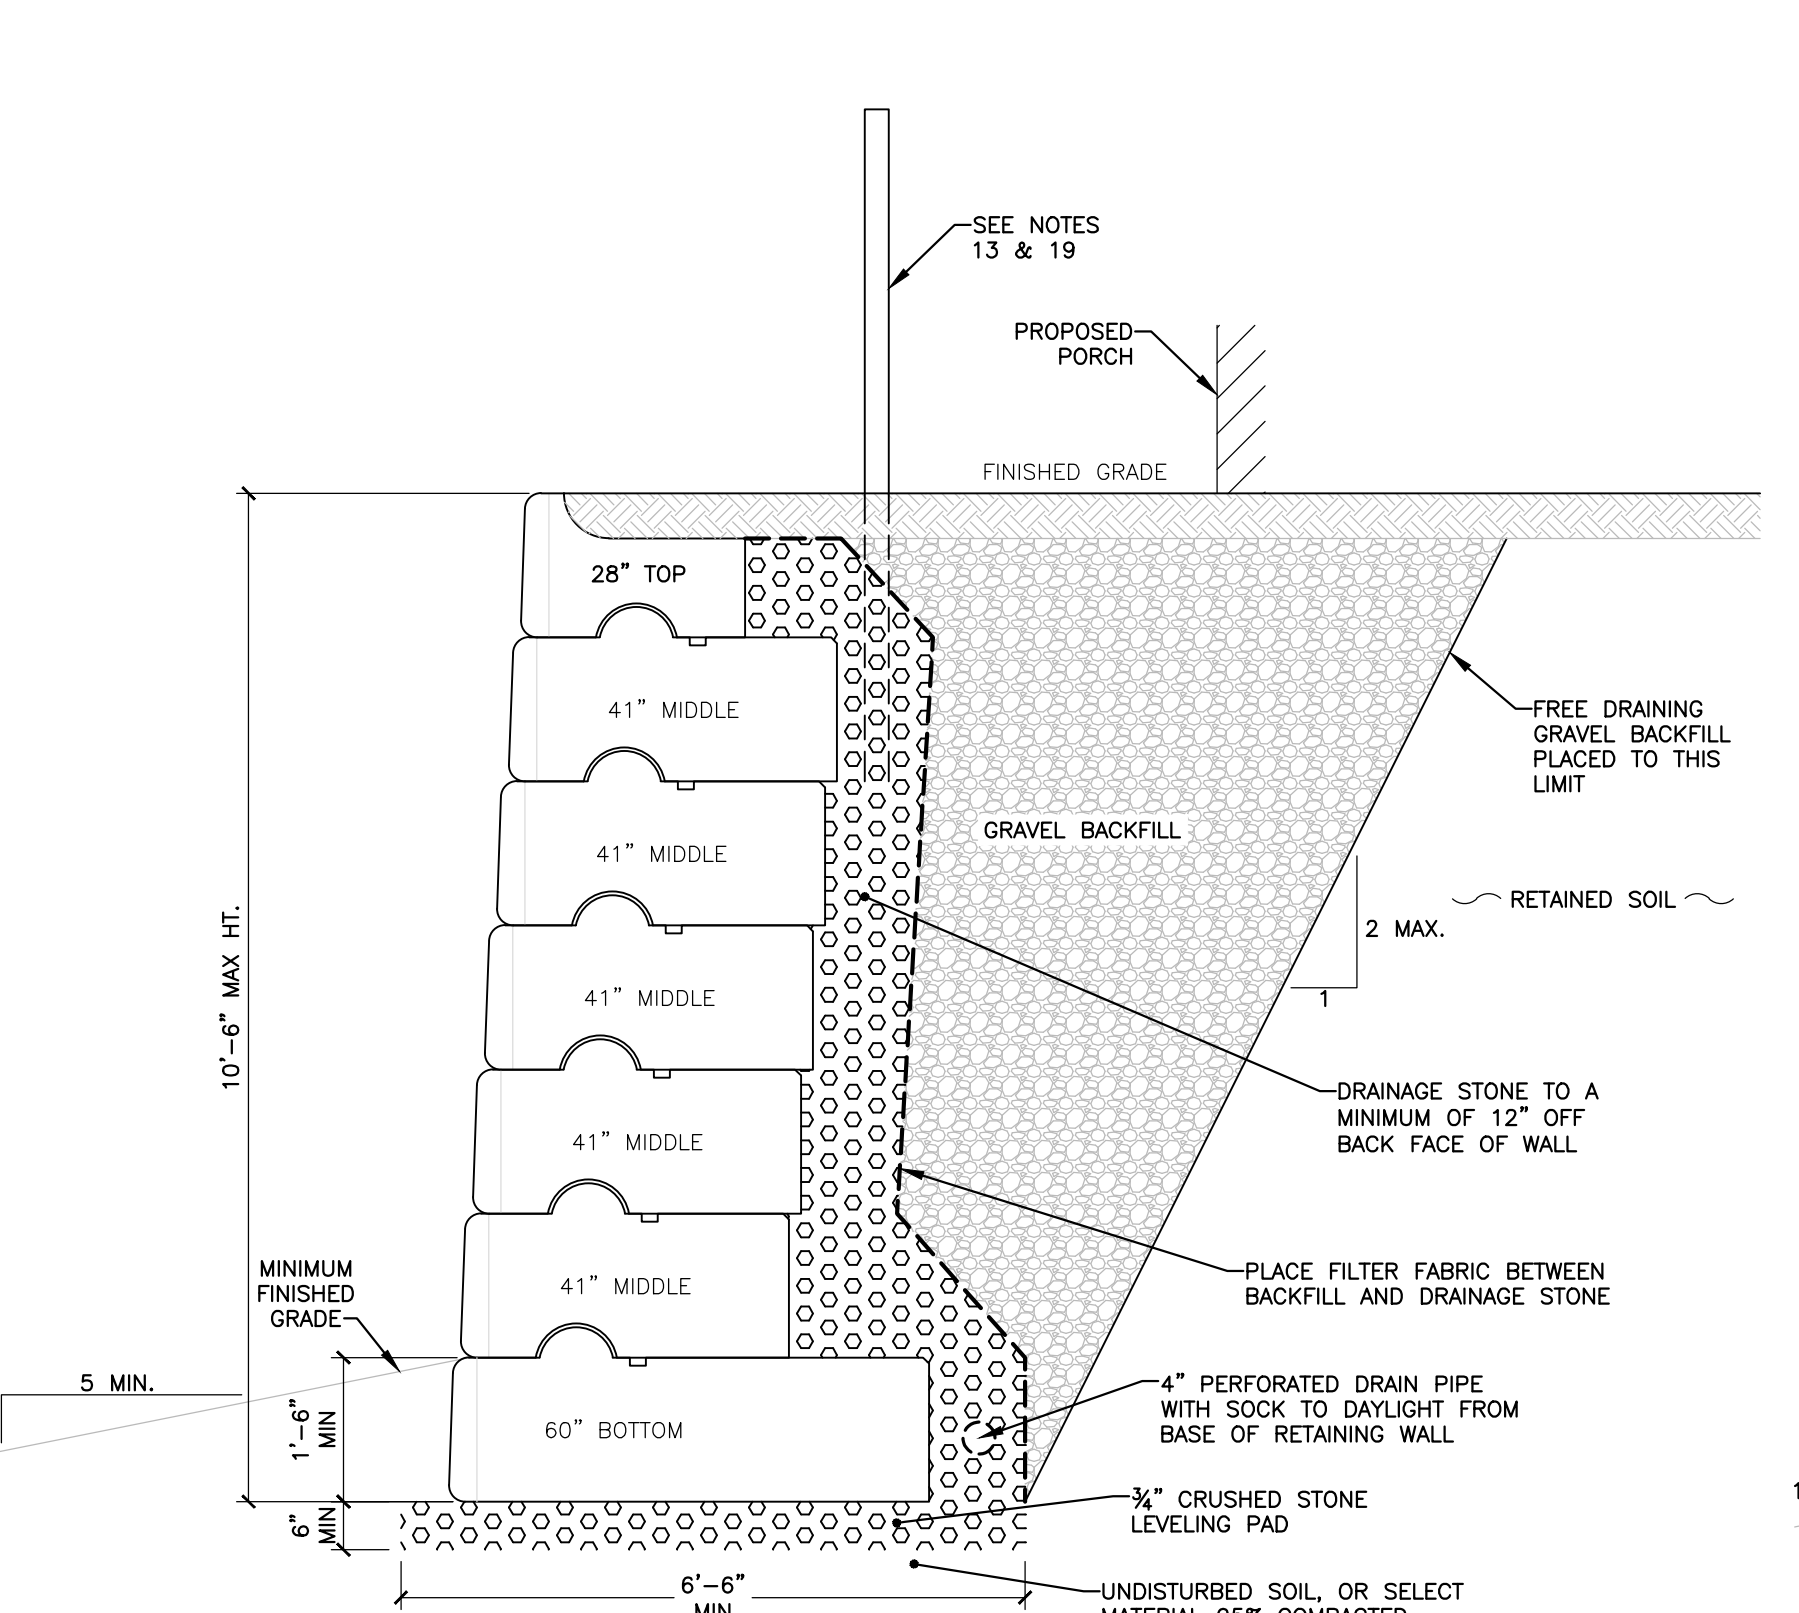 SEE NOTES
13 & 19
PROPOSED
PORCH
FINISHED GRADE
28" TOP
41" MIDDLE
FREE DRAINING
GRAVEL BACKFILL
PLACED TO THIS
LIMIT
GRAVEL BACKFILL
41" MIDDLE
RETAINED SOIL
2 MAX.
1
10'-6" MAX HT.
41" MIDDLE
DRAINAGE STONE TO A
MINIMUM OF 12" OFF
BACK FACE OF WALL
41" MIDDLE
PLACE FILTER FABRIC BETWEEN
BACKFILL AND DRAINAGE STONE
MINIMUM
FINISHED
GRADE
41" MIDDLE
5 MIN.
1'-6"
MIN
60" BOTTOM
4" PERFORATED DRAIN PIPE
WITH SOCK TO DAYLIGHT FROM
BASE OF RETAINING WALL
¾" CRUSHED STONE
LEVELING PAD
6"
MIN
6'-6"
MIN
UNDISTURBED SOIL, OR SELECT
MATERIAL 95% COMPACTED